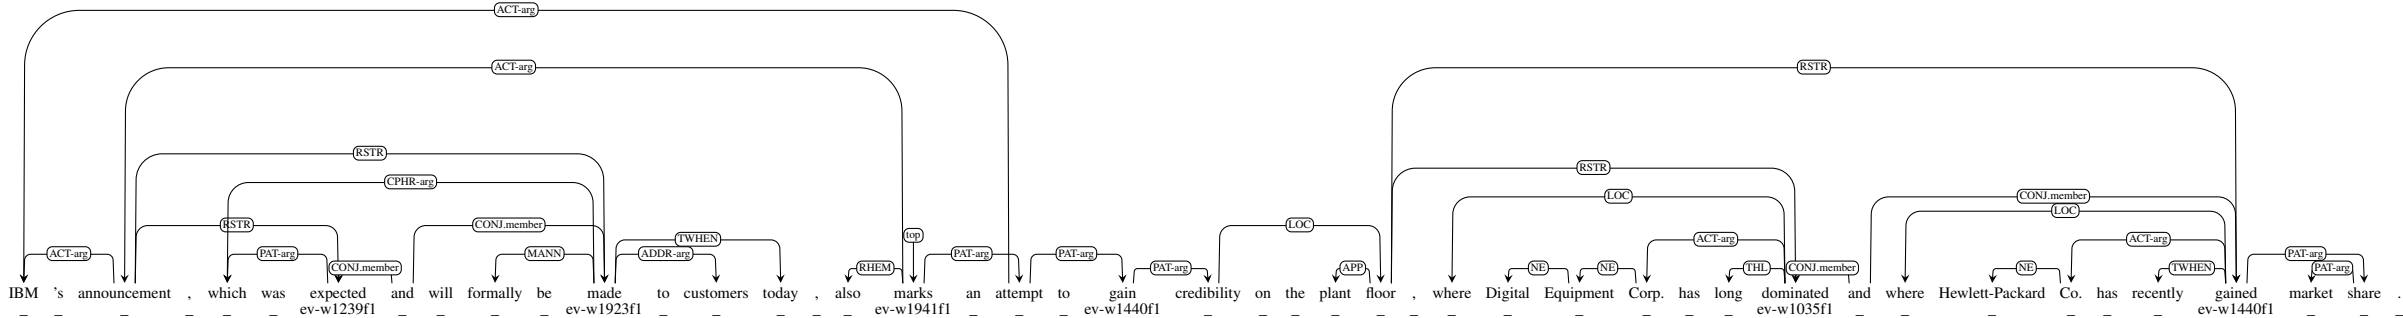 ACT-arg
ACT-arg RSTR
RSTR RSTR
CPHR-arg LOC CONJ.member
RSTR CONJ.member LOC LOC
TWHEN top ACT-arg ACT-arg
ACT-arg PAT-arg MANN ADDR-arg PAT-arg PAT-arg PAT-arg
CONJ.member RHEM PAT-arg APP NE NE THL CONJ.member NE TWHEN PAT-arg
IBM 's announcement , which was expected and will formally be made to customers today , also marks an attempt to gain credibility on the plant floor , where Digital Equipment Corp. has long dominated and where Hewlett-Packard Co. has recently gained market share .
_ _ _ _ _ _ ev-w1239f1 _ _ _ _ ev-w1923f1 _ _ _ _ _ ev-w1941f1 _ _ _ ev-w1440f1 _ _ _ _ _ _ _ _ _ _ _ _ ev-w1035f1 _ _ _ _ _ _ ev-w1440f1 _ _ _